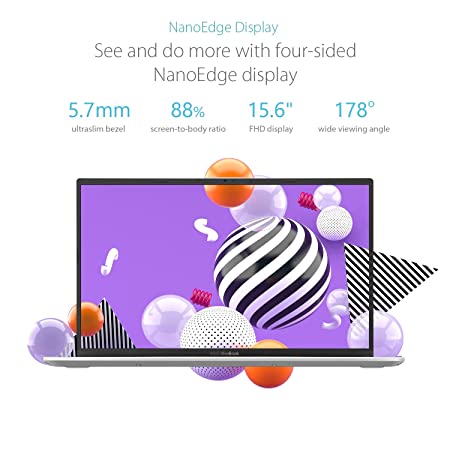 NanoEdge Display
See and do more with four-sided
NanoEdge display
5.7mm
ultraslim bezel
88%
screen-to-body ratio
15.6"
FHD display
178°
wide viewing angle
VivoBook